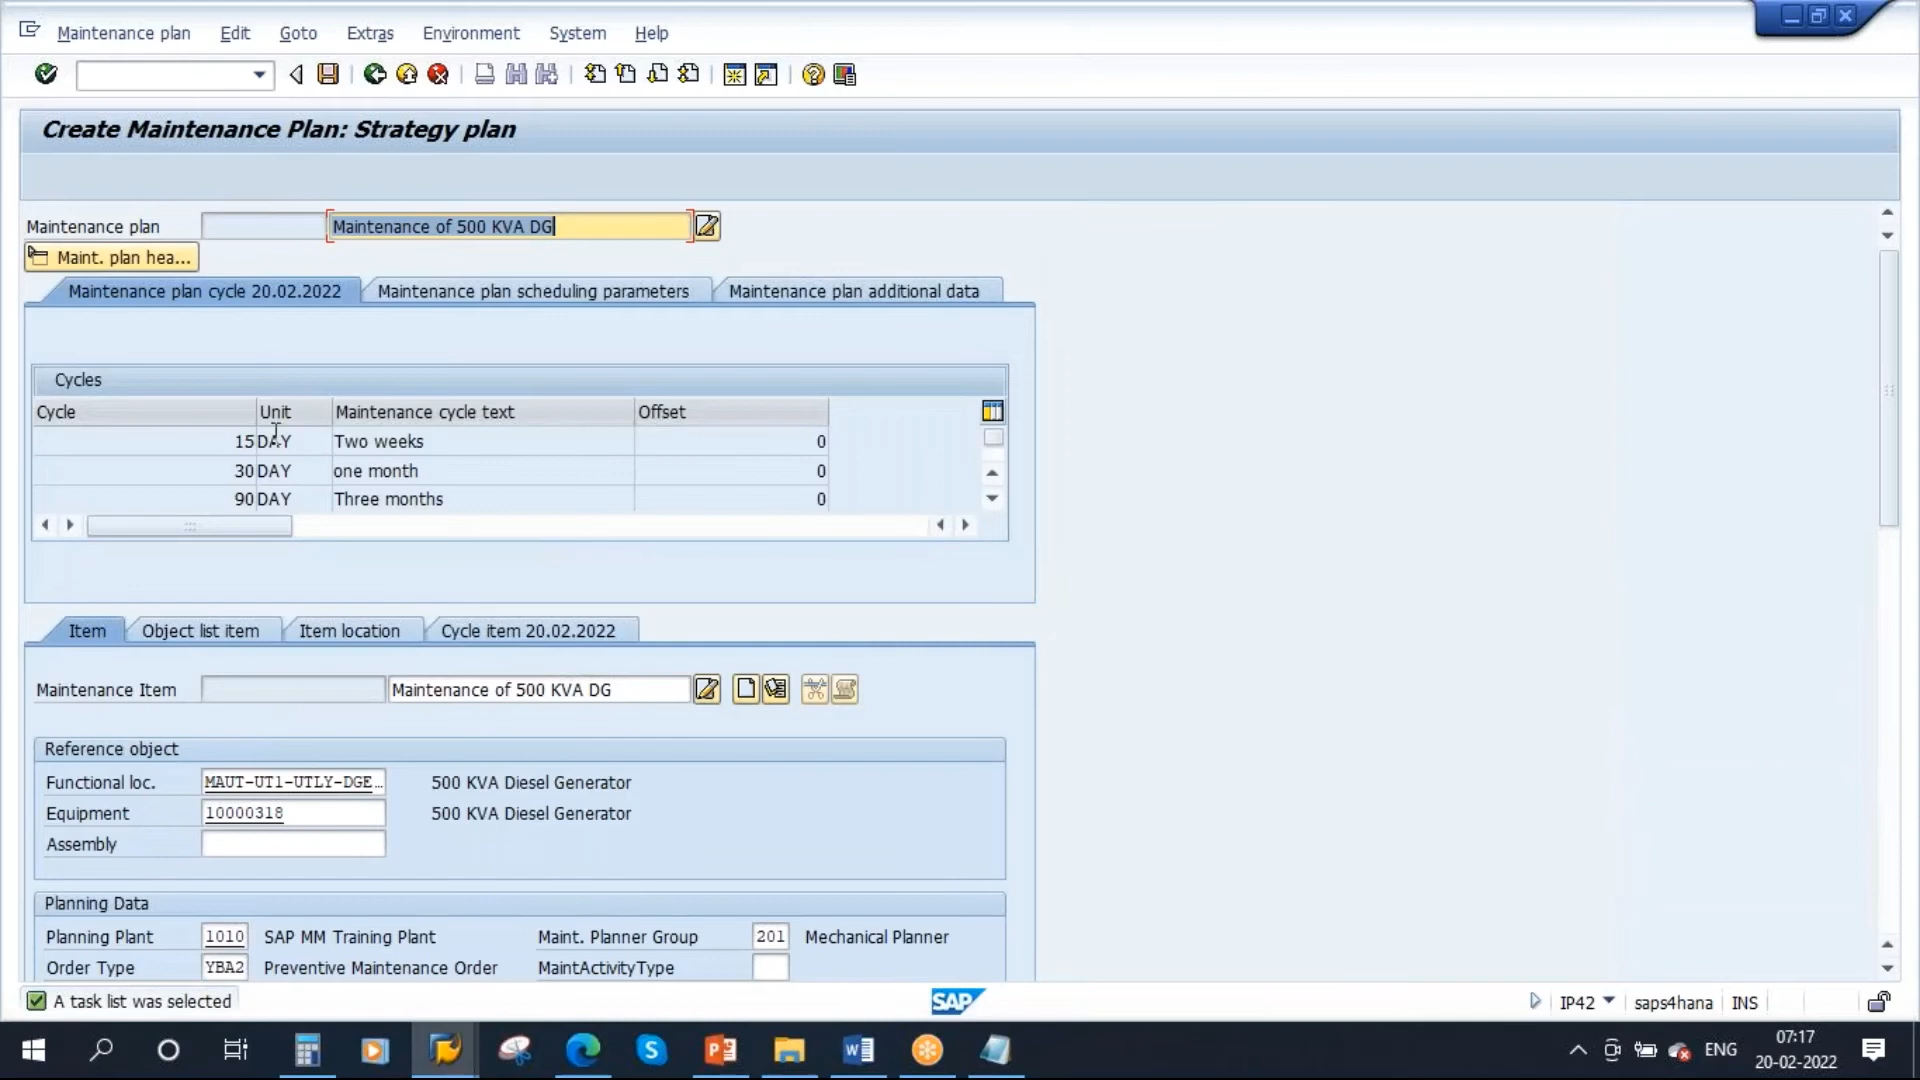 Maintenance plan Edit Goto Extras Environment System Help
Create Maintenance Plan: Strategy plan
Maintenance plan Maintenance of 500 KVA DG
Maint. plan hea...
Maintenance plan cycle 20.02.2022 Maintenance plan scheduling parameters Maintenance plan additional data
Cycles
Cycle Unit Maintenance cycle text Offset
15 DAY Two weeks 0
30 DAY one month 0
90 DAY Three months 0
Item Object list item Item location Cycle item 20.02.2022
Maintenance Item Maintenance of 500 KVA DG
Reference object
Functional loc. MAUT-UT1-UTLY-DGE... 500 KVA Diesel Generator
Equipment 10000318 500 KVA Diesel Generator
Assembly
Planning Data
Planning Plant 1010 SAP MM Training Plant Maint. Planner Group 201 Mechanical Planner
Order Type YBA2 Preventive Maintenance Order MaintActivityType
A task list was selected SAP IP42 saps4hana INS
ENG 07:17
20-02-2022